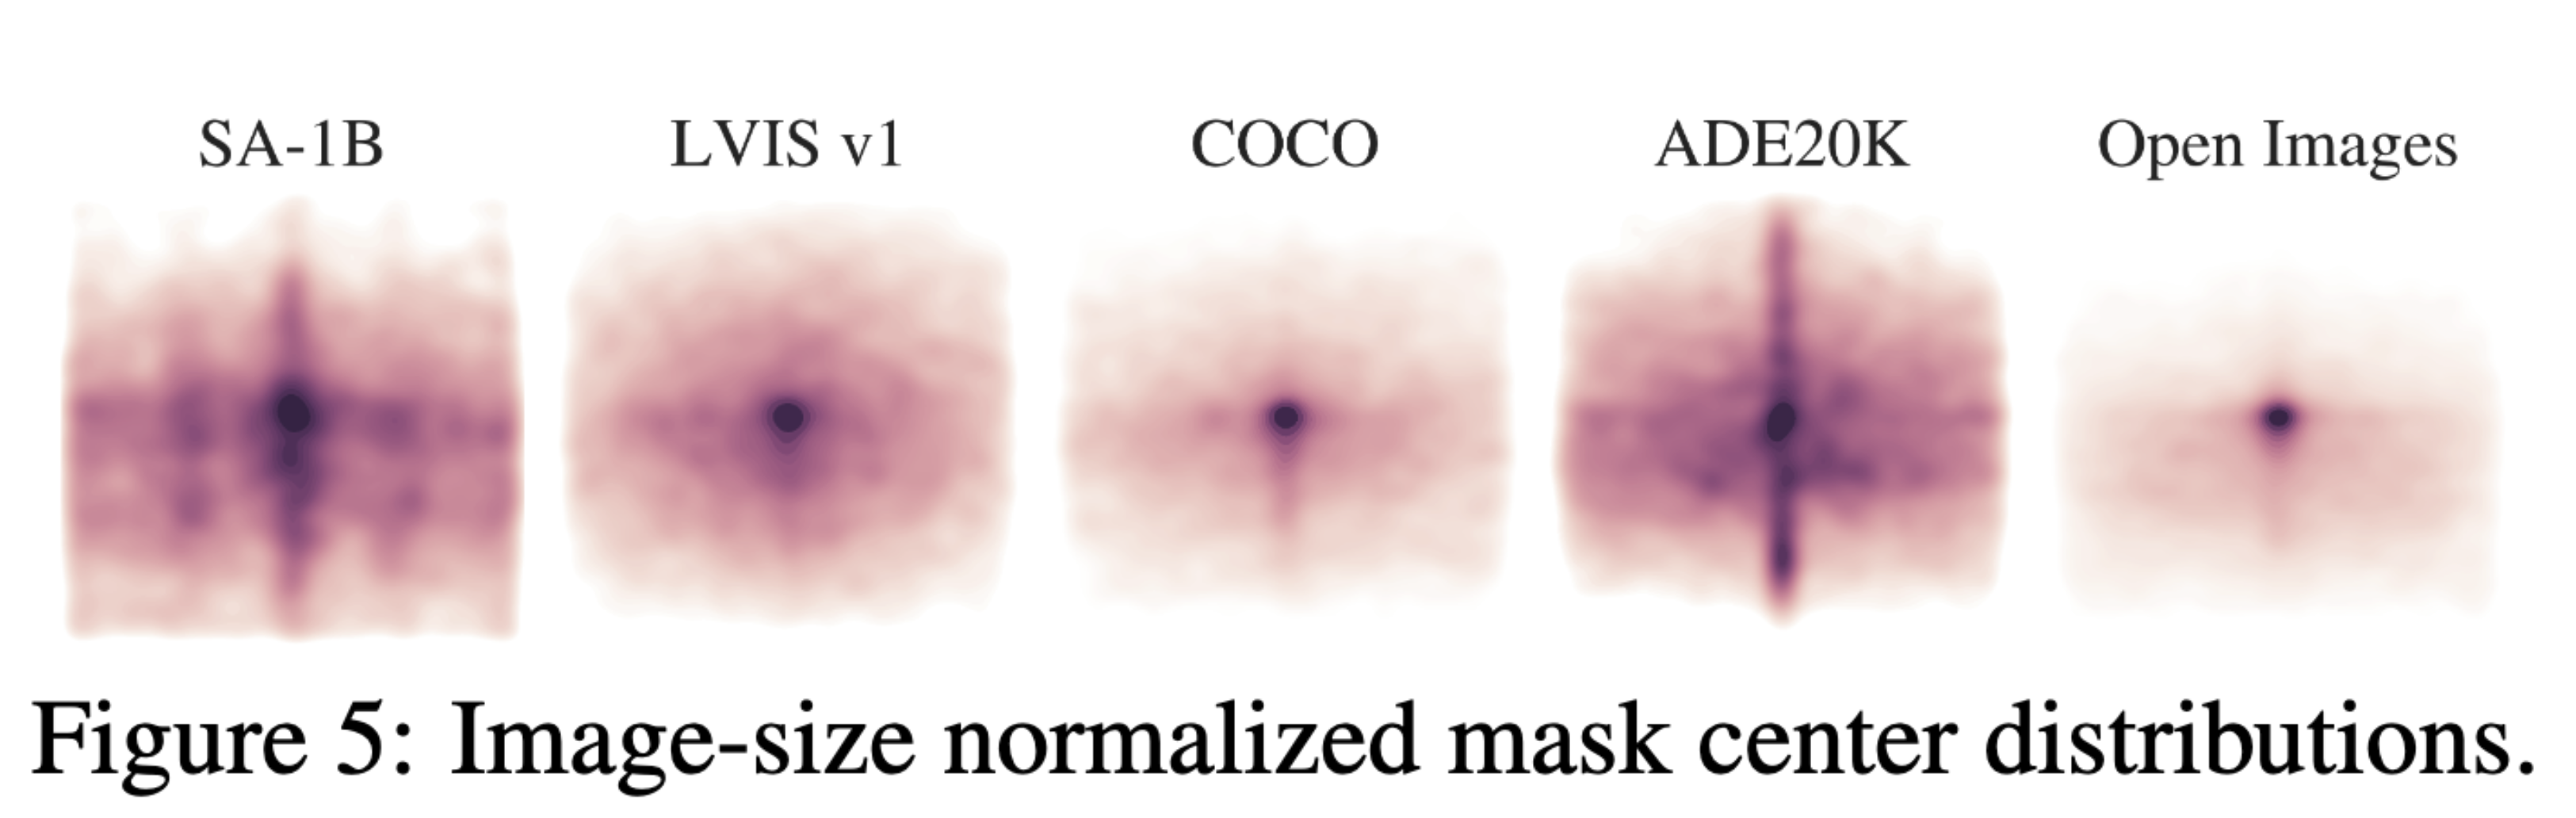 SA-1B LVIS v1 COCO ADE20K Open Images
Figure 5: Image-size normalized mask center distributions.